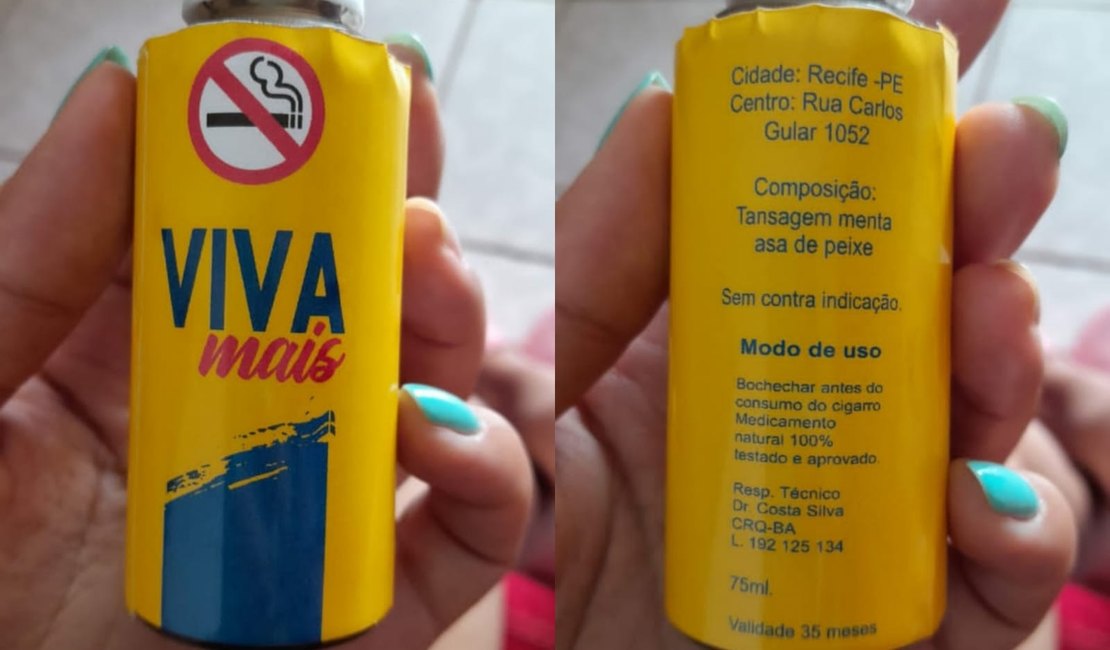 VIVA
mais
Cidade: Recife -PE
Centro: Rua Carlos
Gular 1052
Composição:
Tansagem menta
asa de peixe
Sem contra indicação.
Modo de uso
Bochechar antes do
consumo do cigarro
Medicamento
natural 100%
testado e aprovado.
Resp. Técnico
Dr Costa Silva
CRQ-BA
L. 192 125 134
75ml.
Validade 35 meses